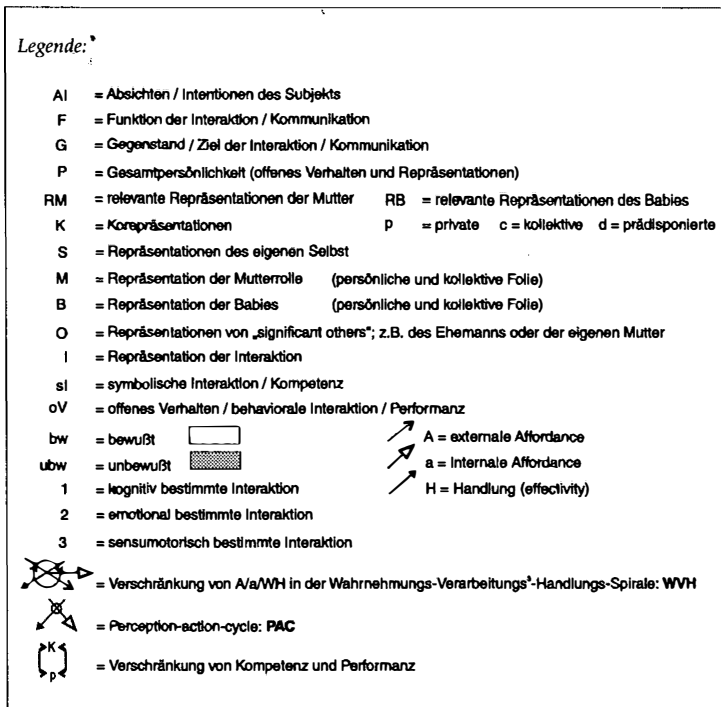 Legende:
AI = Absichten / Intentionen des Subjekts
F = Funktion der Interaktion / Kommunikation
G = Gegenstand / Ziel der Interaktion / Kommunikation
P = Gesamtpersönlichkeit (offenes Verhalten und Repräsentationen)
RM = relevante Repräsentationen der Mutter RB = relevante Repräsentationen des Babies
K = Korepräsentationen p = private c = kollektive d = prädisponierte
S = Repräsentationen des eigenen Selbst
M = Repräsentation der Mutterrolle (persönliche und kollektive Folie)
B = Repräsentation der Babies (persönliche und kollektive Folie)
O = Repräsentationen von „significant others“; z.B. des Ehemanns oder der eigenen Mutter
I = Repräsentation der Interaktion
sI = symbolische Interaktion / Kompetenz
oV = offenes Verhalten / behaviorale Interaktion / Performanz
bw = bewußt A = externale Affordance
ubw = unbewußt a = internale Affordance
1 = kognitiv bestimmte Interaktion H = Handlung (effectivity)
2 = emotional bestimmte Interaktion
3 = sensumotorisch bestimmte Interaktion
= Verschränkung von A/a/WH in der Wahrnehmungs-Verarbeitungs³-Handlungs-Spirale: WVH
= Perception-action-cycle: PAC
K
= Verschränkung von Kompetenz und Performanz
p